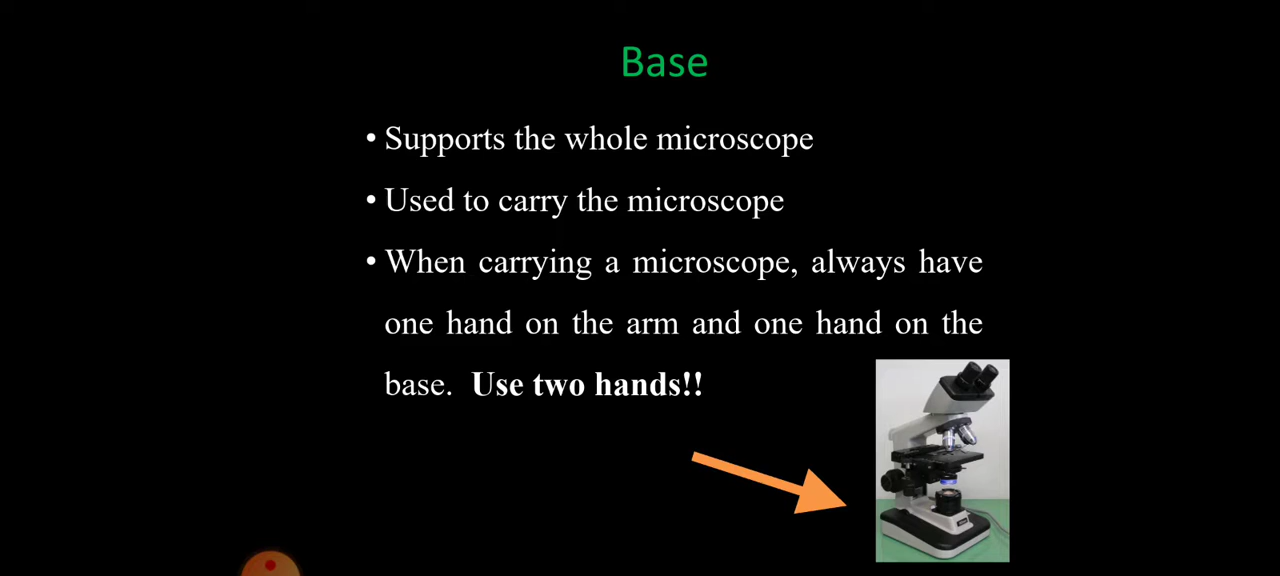 Base
• Supports the whole microscope
• Used to carry the microscope
• When carrying a microscope, always have
one hand on the arm and one hand on the
base. Use two hands!!